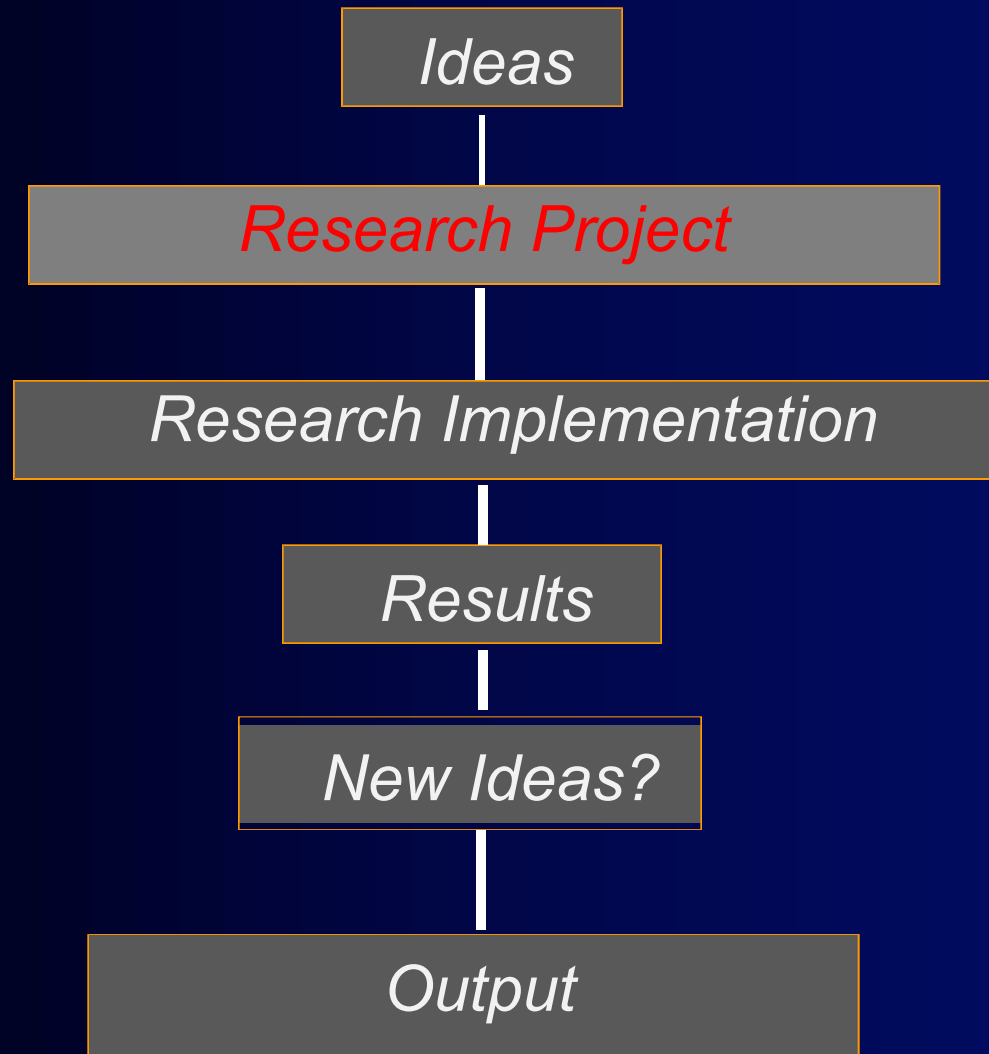 Ideas
Research Project
Research Implementation
Results
New Ideas?
Output